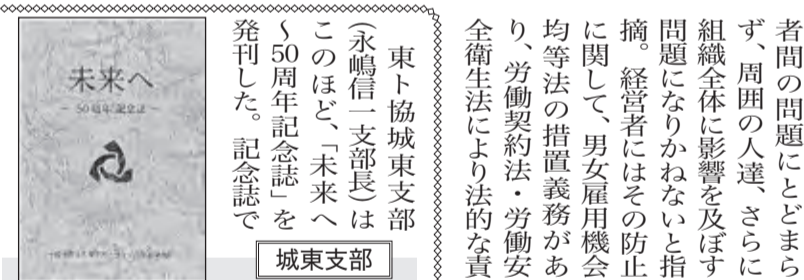 者間の問題にとどまら
ず、周囲の人達、さらに
組織全体に影響を及ぼす
問題になりかねないと指
摘。経営者にはその防止
に関して、男女雇用機会
均等法の措置義務があ
り、労働契約法・労働安
全衛生法により法的な責
東ト協城東支部
(永嶋信一支部長)は
このほど、「未来へ
～50周年記念誌」を
発刊した。記念誌で
城東支部
未来へ
― 50周年記念誌 ―